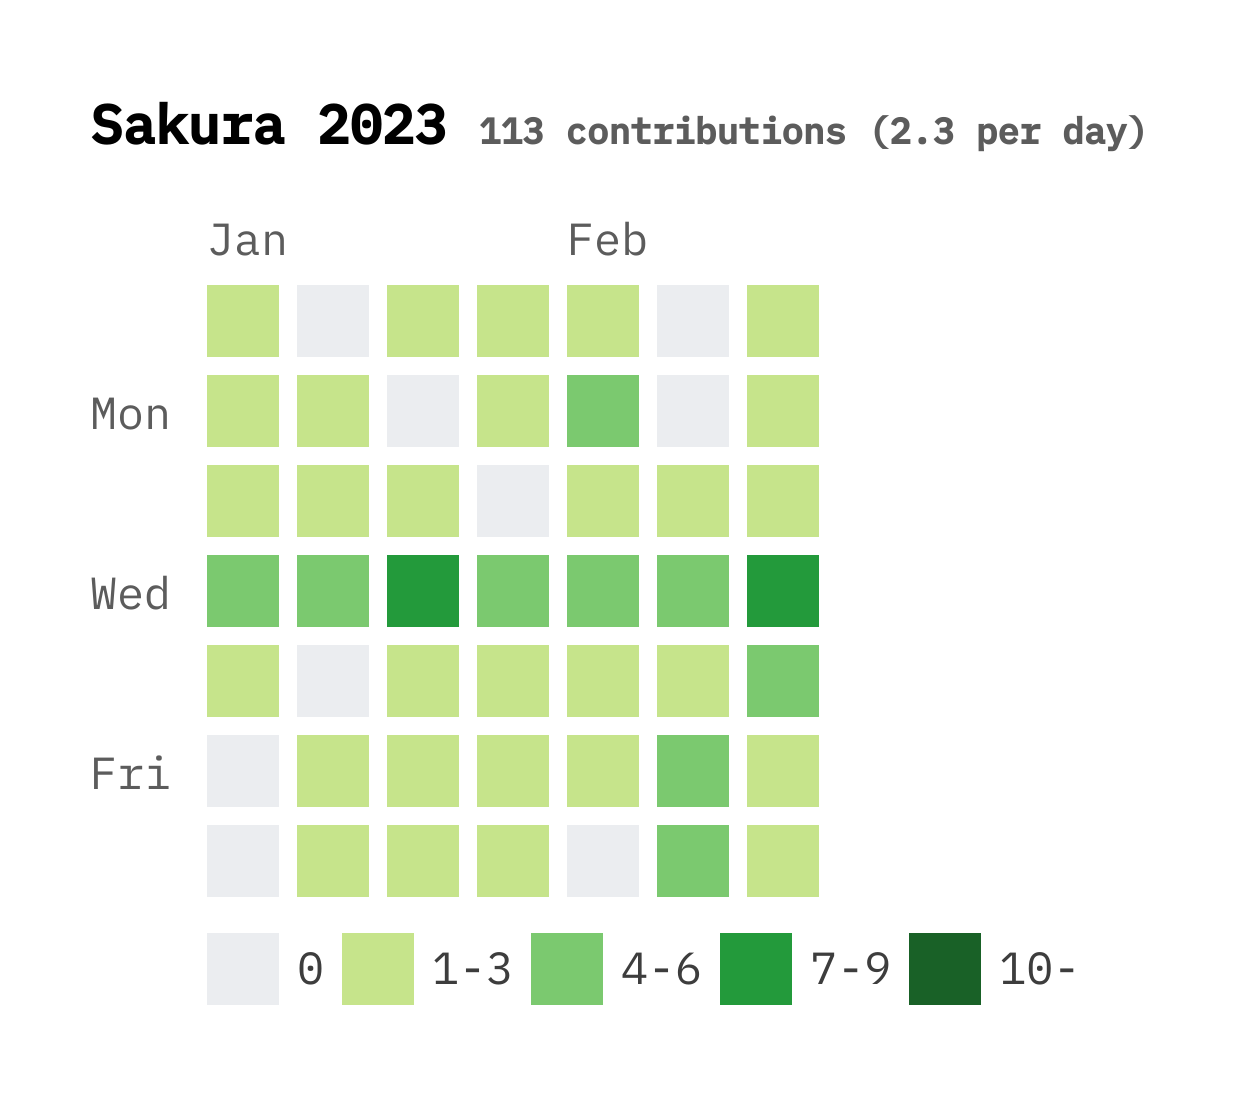 Sakura 2023 113 contributions (2.3 per day)
Jan Feb
Mon
Wed
Fri
0 1-3 4-6 7-9 10-